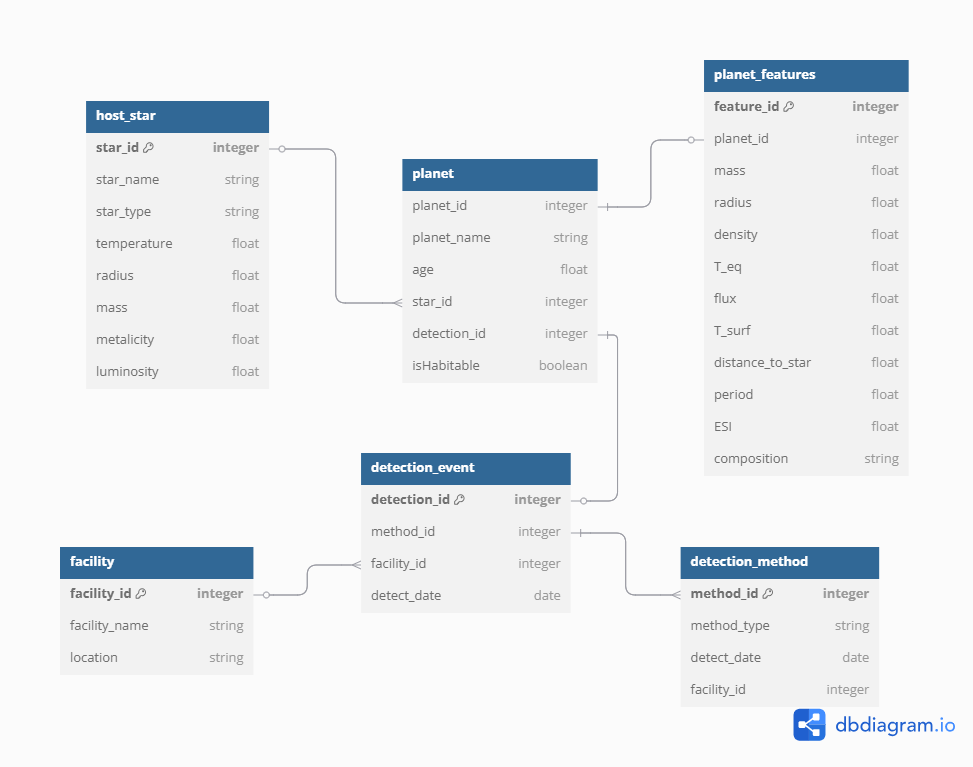 host_star
star_id integer
star_name string
star_type string
temperature float
radius float
mass float
metalicity float
luminosity float
planet
planet_id integer
planet_name string
age float
star_id integer
detection_id integer
isHabitable boolean
planet_features
feature_id integer
planet_id integer
mass float
radius float
density float
T_eq float
flux float
T_surf float
distance_to_star float
period float
ESI float
composition string
detection_event
detection_id integer
method_id integer
facility_id integer
detect_date date
facility
facility_id integer
facility_name string
location string
detection_method
method_id integer
method_type string
detect_date date
facility_id integer
dbdiagram.io